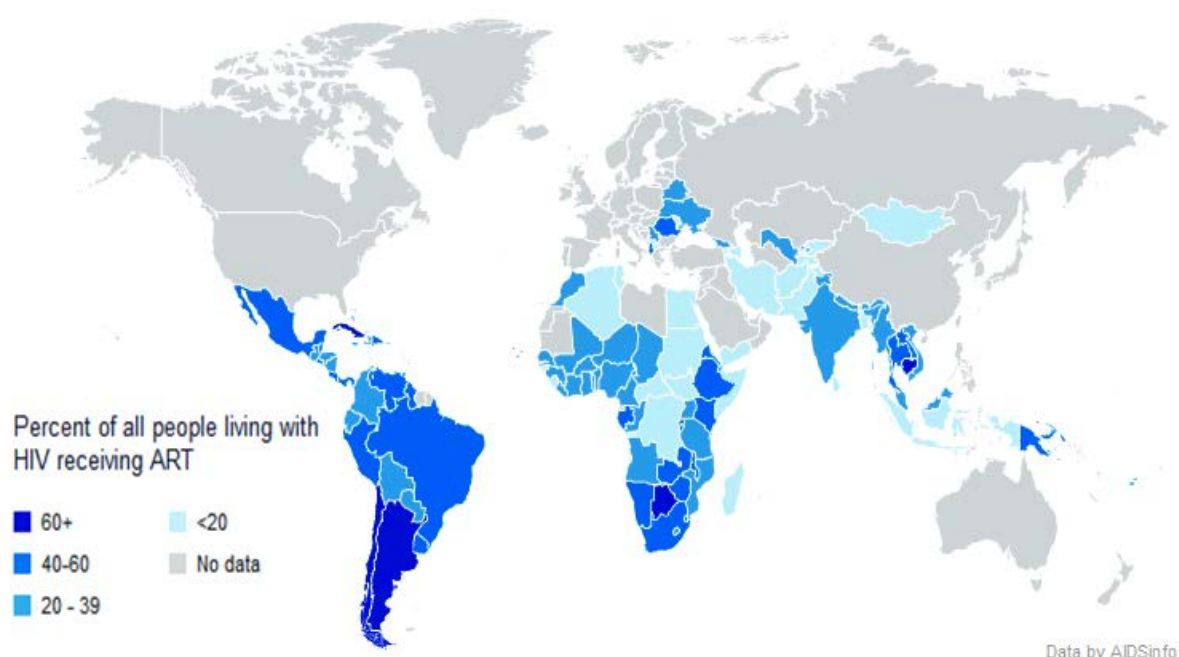 Percent of all people living with
HIV receiving ART
60+
<20
40-60
No data
20 - 39
Data by AIDSinfo